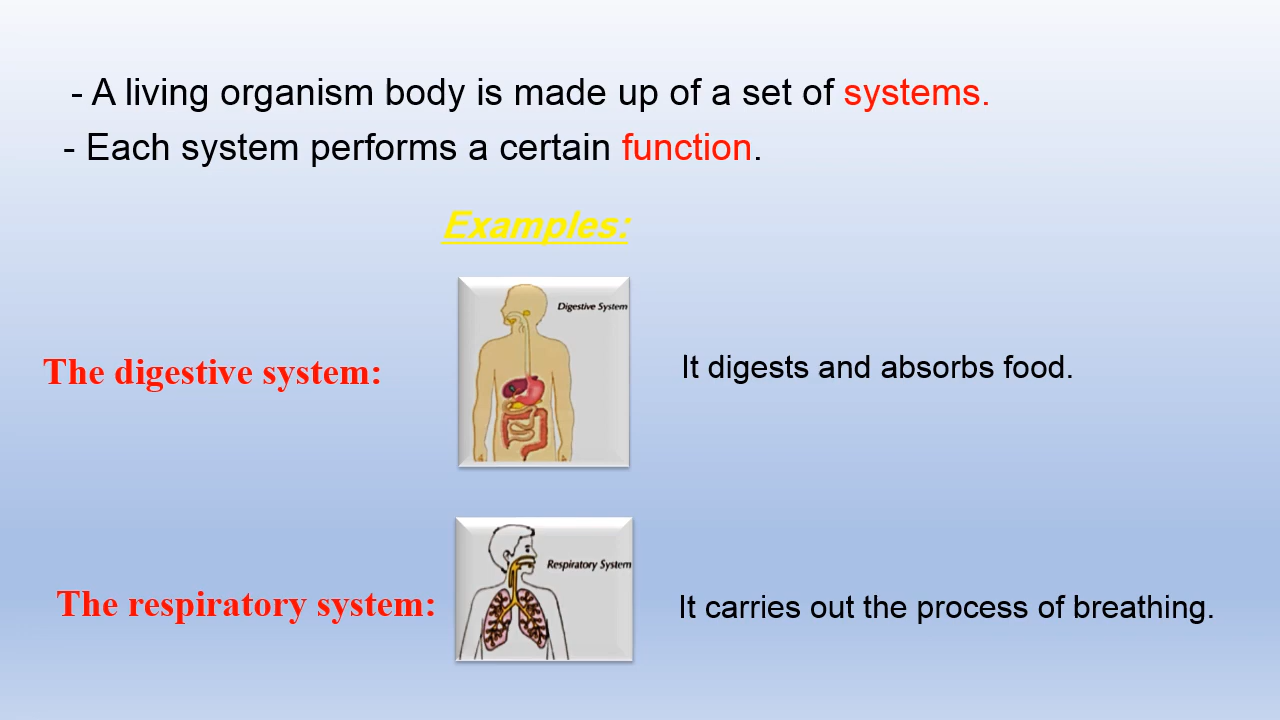 - A living organism body is made up of a set of systems.
- Each system performs a certain function.
Examples:
Digestive System
The digestive system:
It digests and absorbs food.
Respiratory System
The respiratory system:
It carries out the process of breathing.